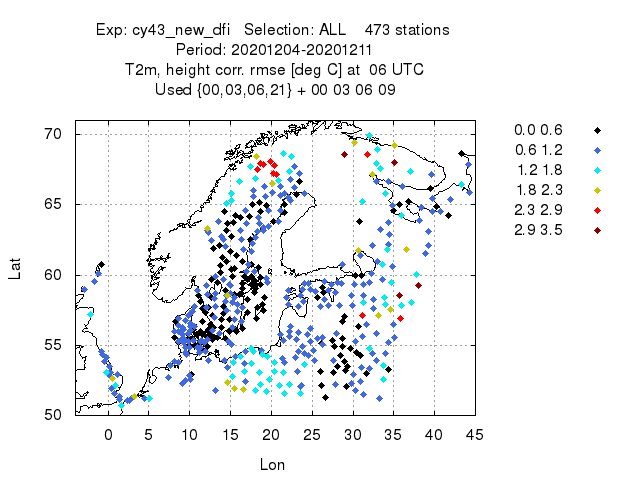 Exp: cy43_new_dfi   Selection: ALL    473 stations
Period: 20201204-20201211
T2m, height corr. rmse [deg C] at  06 UTC
Used {00,03,06,21} + 00 03 06 09
70
65
60
55
50
Lat
0 5 10 15 20 25 30 35 40 45
Lon
0.0 0.6
0.6 1.2
1.2 1.8
1.8 2.3
2.3 2.9
2.9 3.5